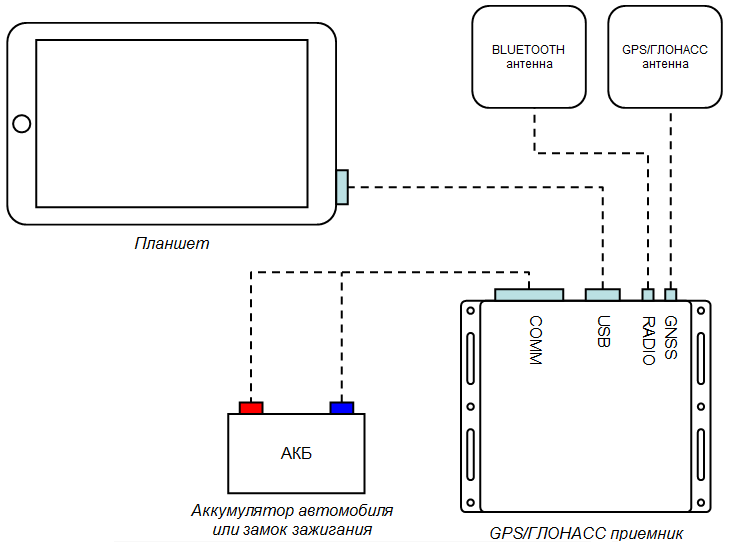 BLUETOOTH
антенна
GPS/ГЛОНАСС
антенна
Планшет
COMM
USB
RADIO
GNSS
АКБ
Аккумулятор автомобиля
или замок зажигания
GPS/ГЛОНАСС приемник